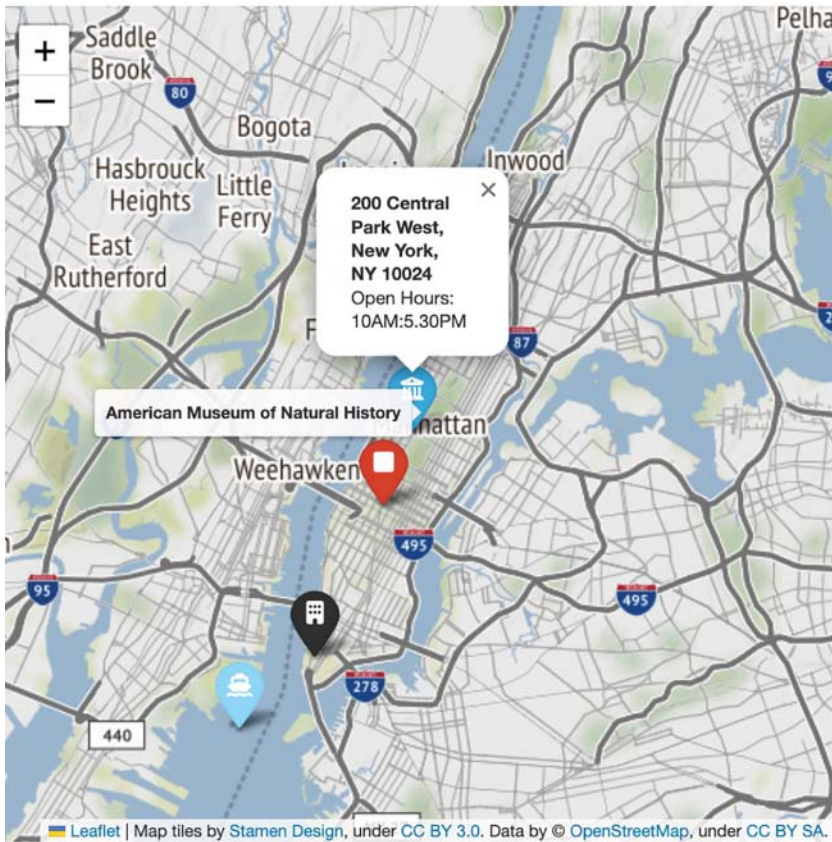 +
−
Saddle
Brook
80
Bogota
Hasbrouck
Heights
Little
Ferry
East
Rutherford
Inwood
×
200 Central
Park West,
New York,
NY 10024
Open Hours:
10AM:5.30PM
87
American Museum of Natural History
Manhattan
Weehawken
495
95
495
278
440
Leaflet | Map tiles by Stamen Design, under CC BY 3.0. Data by © OpenStreetMap, under CC BY SA.